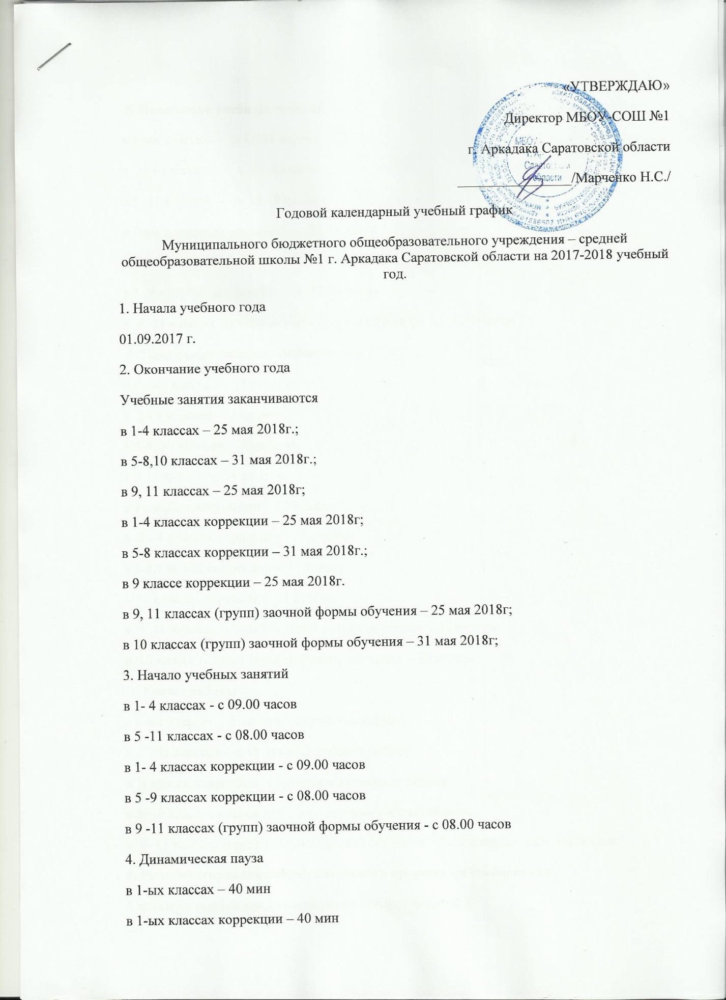 «УТВЕРЖДАЮ»
Директор МБОУ-СОШ №1
г. Аркадака Саратовской области
/Марченко Н.С./
МБОУ
области
Годовой календарный учебный график
Муниципального бюджетного общеобразовательного учреждения – средней
общеобразовательной школы №1 г. Аркадака Саратовской области на 2017-2018 учебный
год.
1. Начала учебного года
01.09.2017 г.
2. Окончание учебного года
Учебные занятия заканчиваются
в 1-4 классах – 25 мая 2018г.;
в 5-8,10 классах – 31 мая 2018г.;
в 9, 11 классах – 25 мая 2018г;
в 1-4 классах коррекции – 25 мая 2018г;
в 5-8 классах коррекции – 31 мая 2018г.;
в 9 классе коррекции – 25 мая 2018г.
в 9, 11 классах (групп) заочной формы обучения – 25 мая 2018г;
в 10 классах (групп) заочной формы обучения – 31 мая 2018г;
3. Начало учебных занятий
в 1- 4 классах - с 09.00 часов
в 5 -11 классах - с 08.00 часов
в 1- 4 классах коррекции - с 09.00 часов
в 5 -9 классах коррекции - с 08.00 часов
в 9 -11 классах (групп) заочной формы обучения - с 08.00 часов
4. Динамическая пауза
в 1-ых классах – 40 мин
в 1-ых классах коррекции – 40 мин